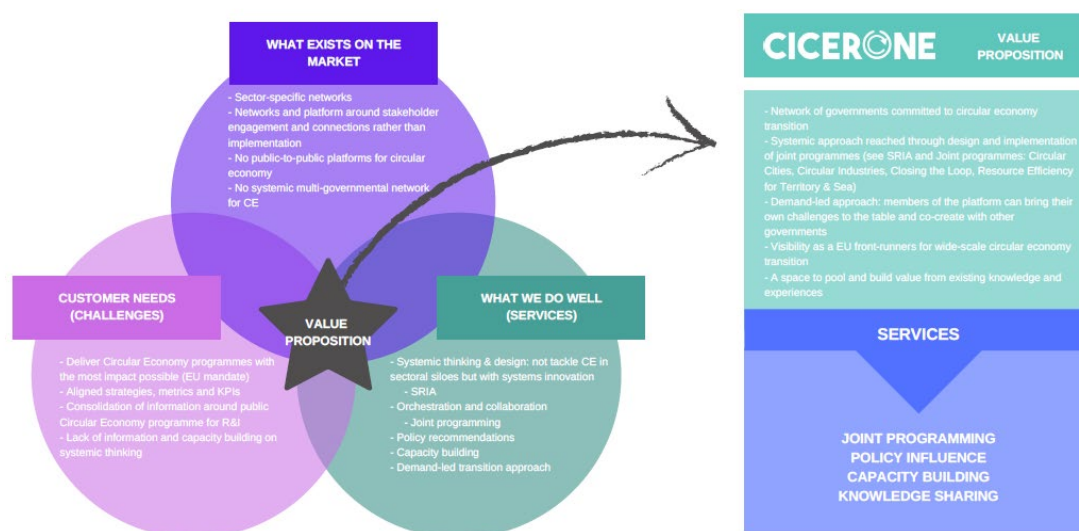 WHAT EXISTS ON THE
MARKET
- Sector-specific networks
- Networks and platform around stakeholder
engagement and connections rather than
implementation
- No public-to-public platforms for circular
economy
- No systemic multi-governmental network
for CE
CUSTOMER NEEDS
(CHALLENGES)
- Deliver Circular Economy programmes with
the most impact possible (EU mandate)
- Aligned strategies, metrics and KPIs
- Consolidation of information around public
Circular Economy programme for R&I
- Lack of information and capacity building on
systemic thinking
VALUE
PROPOSITION
WHAT WE DO WELL
(SERVICES)
- Systemic thinking & design: not tackle CE in
sectoral siloes but with systems innovation
- SRIA
- Orchestration and collaboration
- Joint programming
- Policy recommendations
- Capacity building
- Demand-led transition approach
CICERONE
VALUE
PROPOSITION
- Network of governments committed to circular economy
transition
- Systemic approach reached through design and implementation
of joint programmes (see SRIA and Joint programmes: Circular
Cities, Circular Industries, Closing the Loop, Resource Efficiency
for Territory & Sea)
- Demand-led approach: members of the platform can bring their
own challenges to the table and co-create with other
governments
- Visibility as a EU front-runners for wide-scale circular economy
transition
- A space to pool and build value from existing knowledge and
experiences
SERVICES
JOINT PROGRAMMING
POLICY INFLUENCE
CAPACITY BUILDING
KNOWLEDGE SHARING